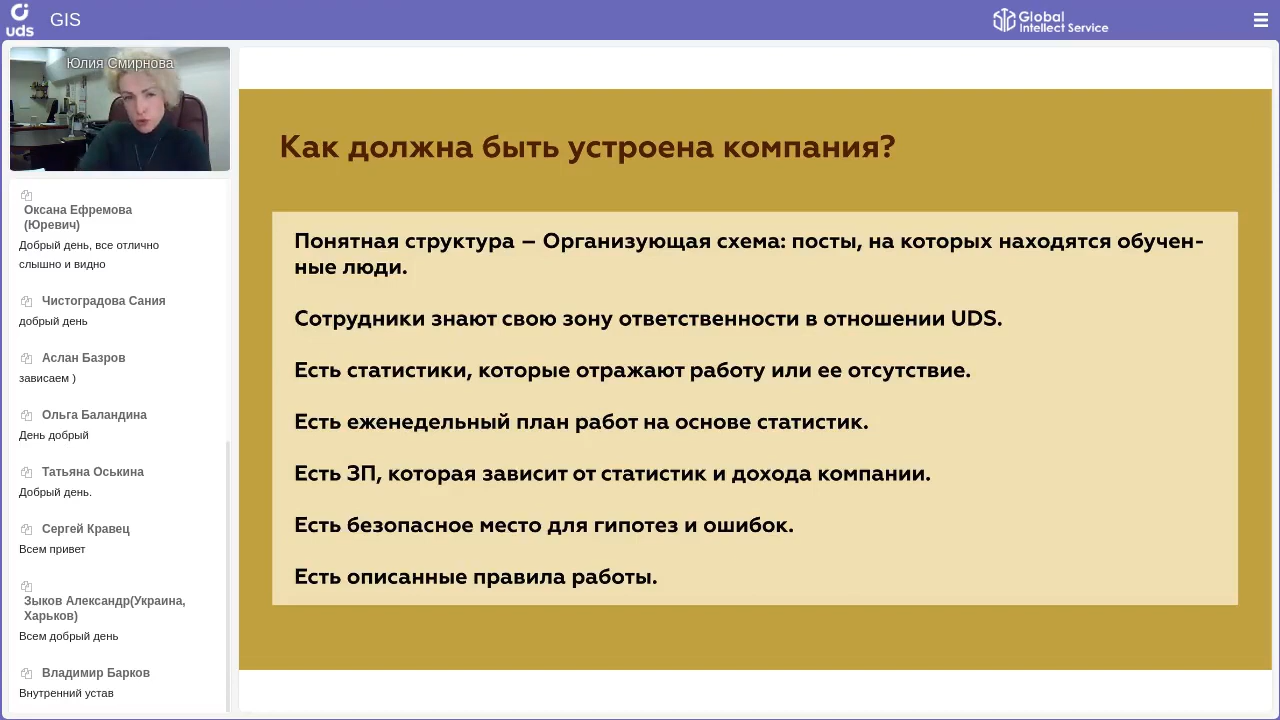 uds
GIS
Global
Intellect Service
Юлия Смирнова
Оксана Ефремова
(Юревич)
Добрый день, все отлично
слышно и видно
Чистоградова Сания
добрый день
Аслан Базров
зависаем )
Ольга Баландина
День добрый
Татьяна Оськина
Добрый день.
Сергей Кравец
Всем привет
Зыков Александр(Украина,
Харьков)
Всем добрый день
Владимир Барков
Внутренний устав
Как должна быть устроена компания?
Понятная структура – Организующая схема: посты, на которых находятся обучен-
ные люди.
Сотрудники знают свою зону ответственности в отношении UDS.
Есть статистики, которые отражают работу или ее отсутствие.
Есть еженедельный план работ на основе статистик.
Есть ЗП, которая зависит от статистик и дохода компании.
Есть безопасное место для гипотез и ошибок.
Есть описанные правила работы.